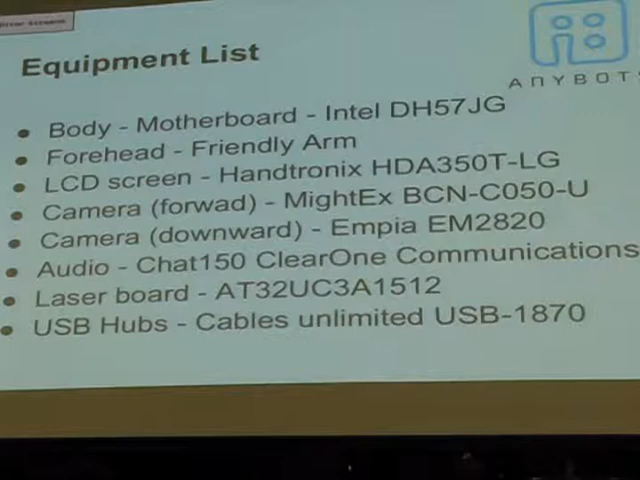 Equipment List
ANYBOTS
Body - Motherboard - Intel DH57JG
Forehead - Friendly Arm
LCD screen - Handtronix HDA350T-LG
Camera (forwad) - MightEx BCN-C050-U
Camera (downward) - Empia EM2820
Audio - Chat150 ClearOne Communications
Laser board - AT32UC3A1512
USB Hubs - Cables unlimited USB-1870